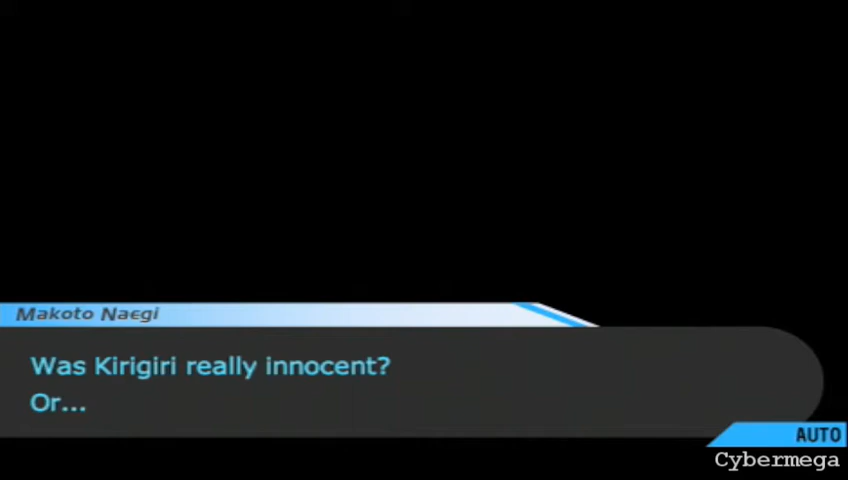 Makoto Naegi
Was Kirigiri really innocent?
Or...
AUTO
Cybermega